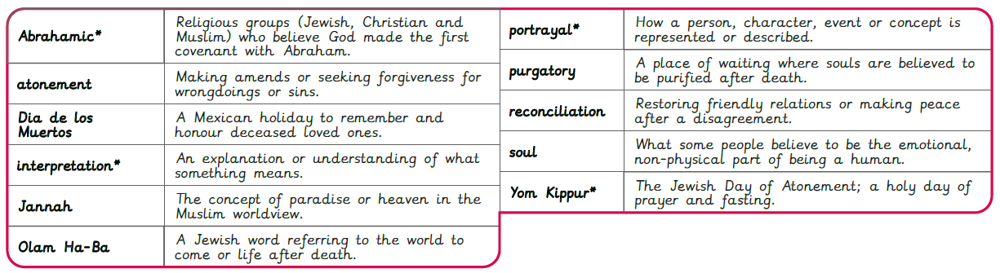 Abrahamic*
Religious groups (Jewish, Christian and
Muslim) who believe God made the first
covenant with Abraham.
atonement
Making amends or seeking forgiveness for
wrongdoings or sins.
Dia de los
Muertos
A Mexican holiday to remember and
honour deceased loved ones.
interpretation*
An explanation or understanding of what
something means.
Jannah
The concept of paradise or heaven in the
Muslim worldview.
Olam Ha-Ba
A Jewish word referring to the world to
come or life after death.
portrayal*
How a person, character, event or concept is
represented or described.
purgatory
A place of waiting where souls are believed to
be purified after death.
reconciliation
Restoring friendly relations or making peace
after a disagreement.
soul
What some people believe to be the emotional,
non-physical part of being a human.
Yom Kippur*
The Jewish Day of Atonement; a holy day of
prayer and fasting.